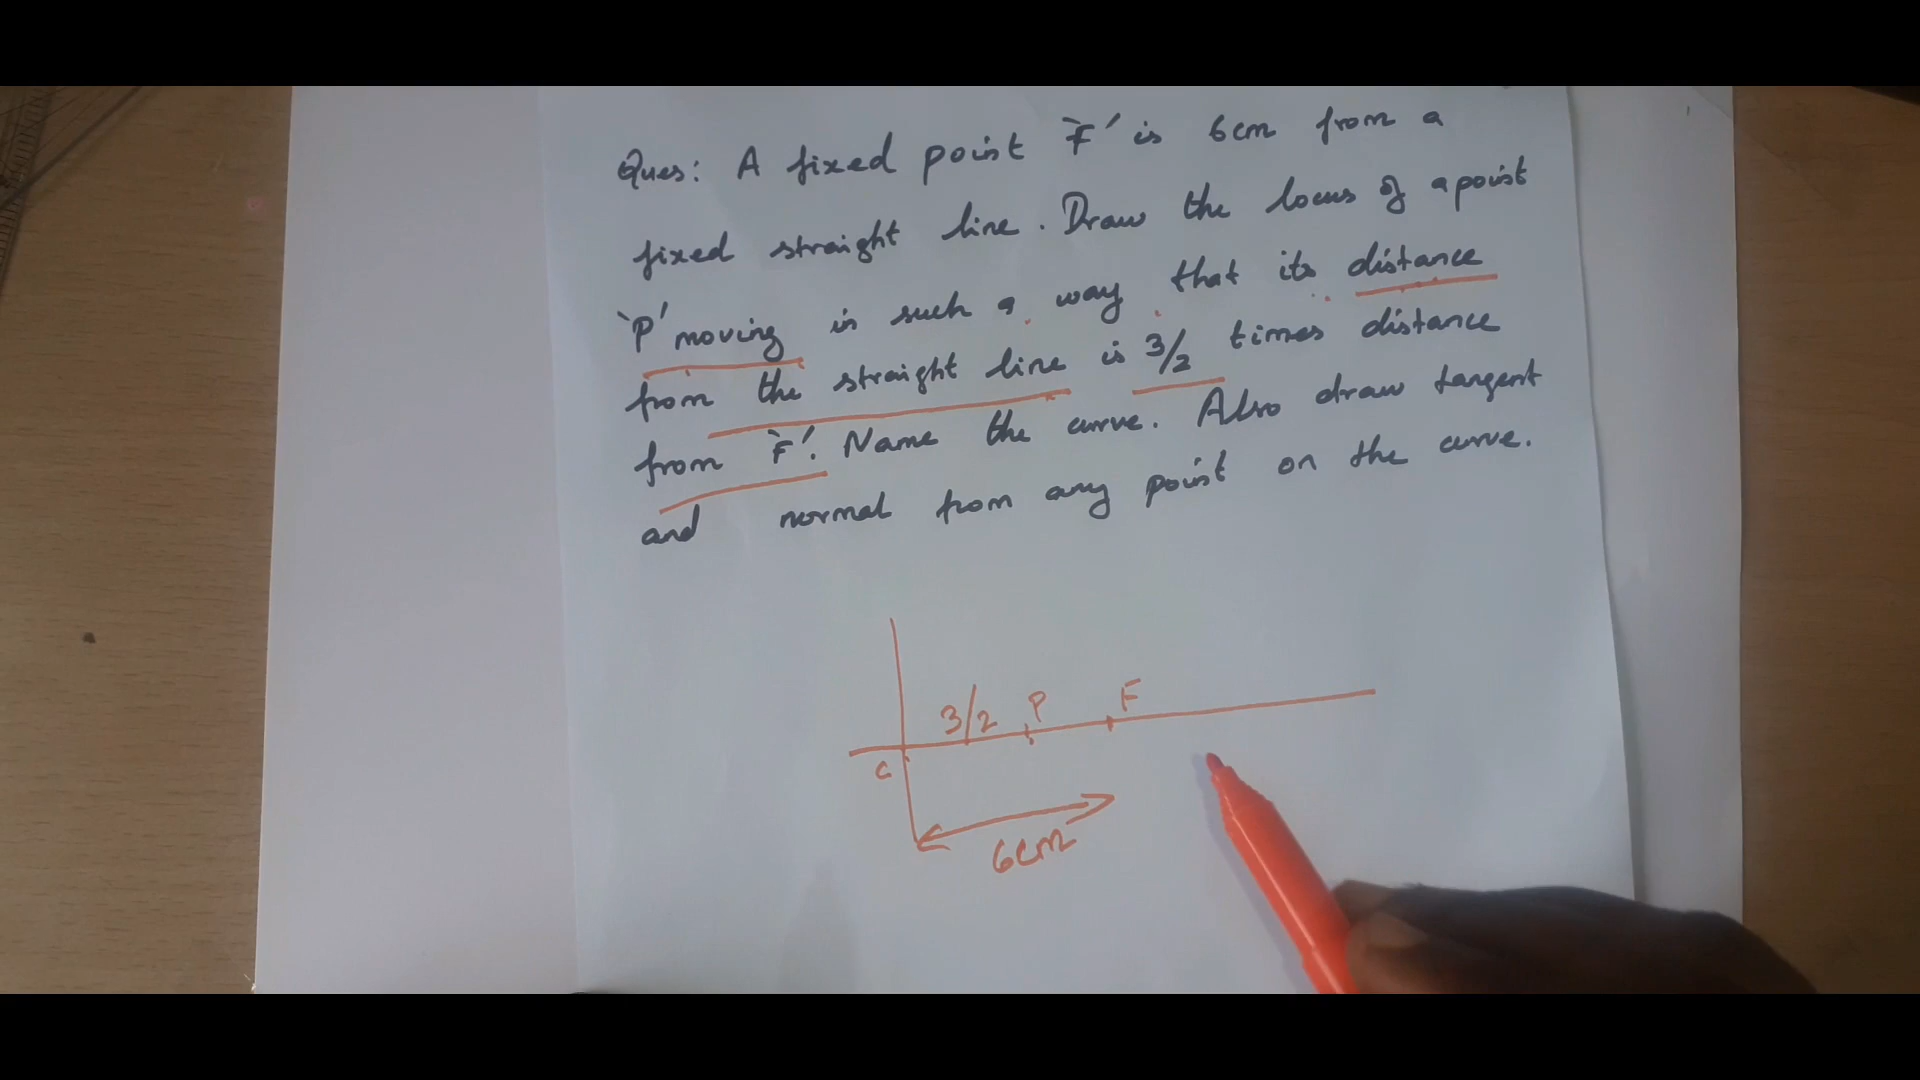 Ques: A fixed point `F' is 6cm from a
fixed straight line. Draw the locus of a point
`P' moving in such a way that its distance
from the straight line is 3/2 times distance
from `F'. Name the curve. Also draw tangent
and normal from any point on the curve.
3/2 P F
C
6cm